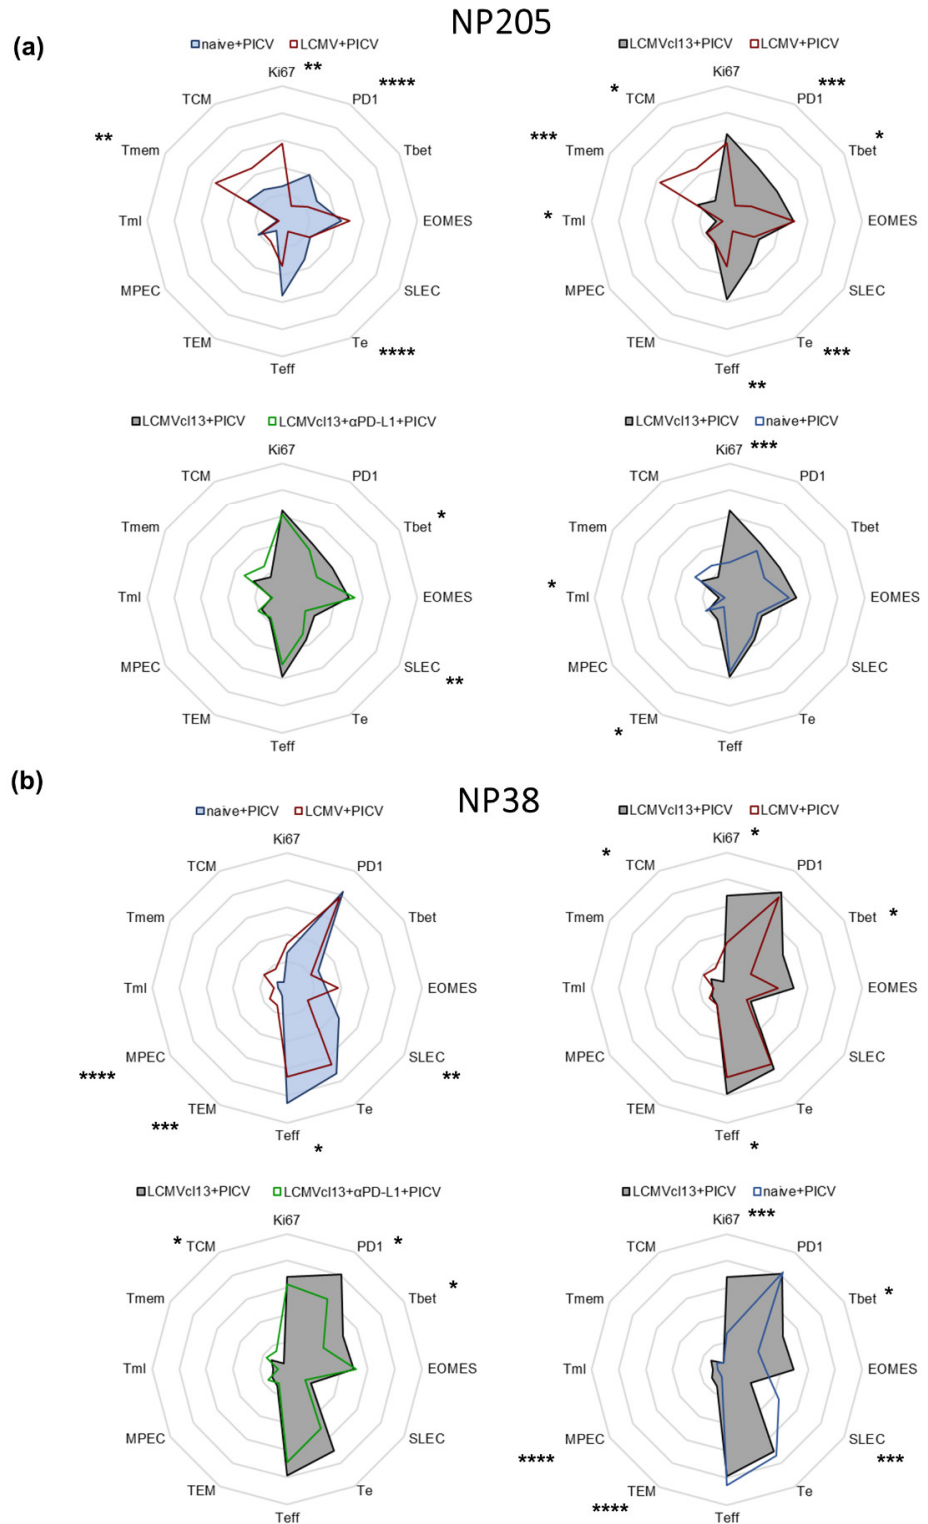 NP205
(a)
naive+PICV LCMV+PICV
LCMVcl13+PICV LCMV+PICV
Ki67 **
PD1 ****
Tbet
EOMES
SLEC
Te ****
Teff
TEM
MPEC
Tml
Tmem **
TCM
Ki67
PD1 ***
Tbet *
EOMES
SLEC
Te ***
Teff **
TEM
MPEC
Tml *
Tmem ***
TCM *
LCMVcl13+PICV LCMVcl13+αPD-L1+PICV
LCMVcl13+PICV naive+PICV
Ki67
PD1
Tbet *
EOMES
SLEC **
Te
Teff
TEM
MPEC
Tml
Tmem
TCM
Ki67 ***
PD1
Tbet
EOMES
SLEC
Te
Teff
TEM *
MPEC
Tml *
Tmem
TCM
(b)
NP38
naive+PICV LCMV+PICV
LCMVcl13+PICV LCMV+PICV
Ki67
PD1
Tbet
EOMES
SLEC **
Te
Teff *
TEM ***
MPEC ****
Tml
Tmem
TCM
Ki67 *
PD1
Tbet *
EOMES
SLEC
Te
Teff *
TEM
MPEC
Tml
Tmem
TCM *
LCMVcl13+PICV LCMVcl13+αPD-L1+PICV
LCMVcl13+PICV naive+PICV
Ki67
PD1 *
Tbet *
EOMES
SLEC
Te
Teff
TEM
MPEC
Tml
Tmem
TCM *
Ki67 ***
PD1
Tbet *
EOMES
SLEC ***
Te
Teff
TEM ****
MPEC ****
Tml
Tmem
TCM